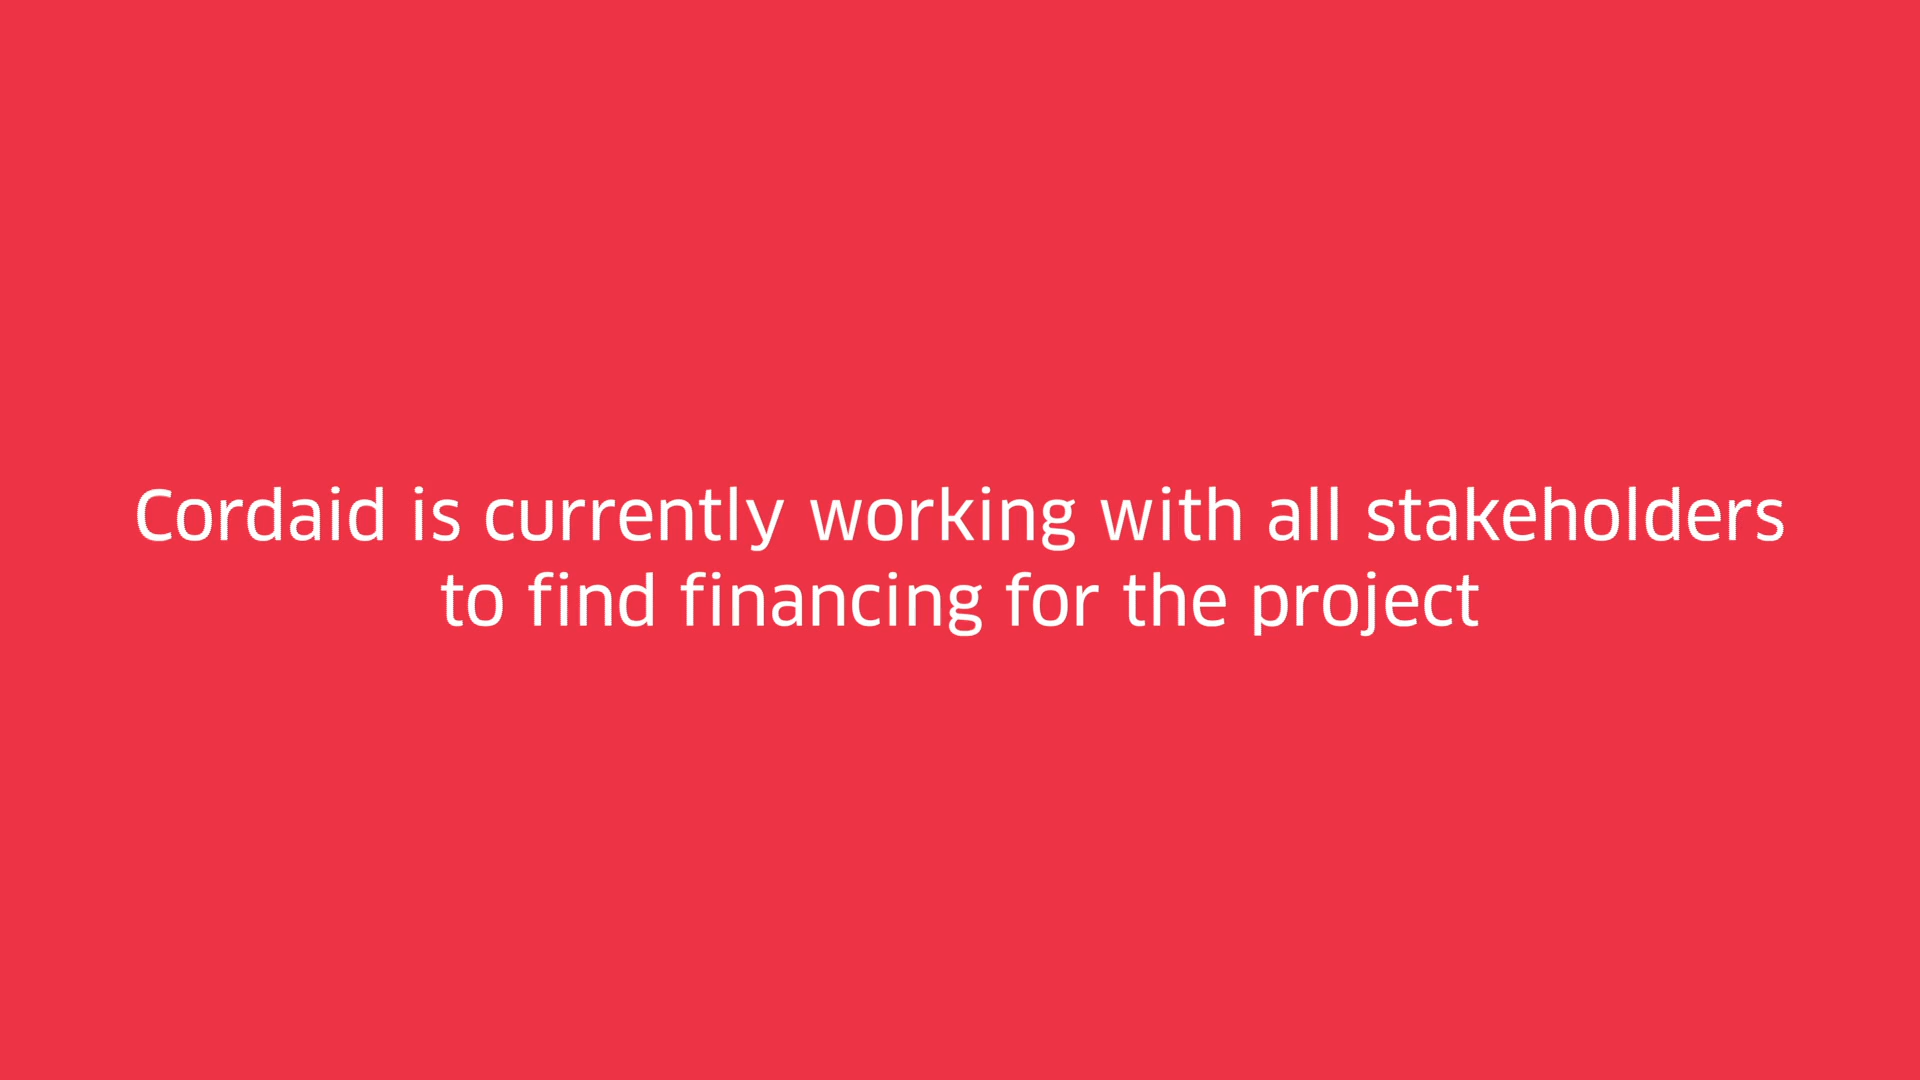 Cordaid is currently working with all stakeholders
to find financing for the project